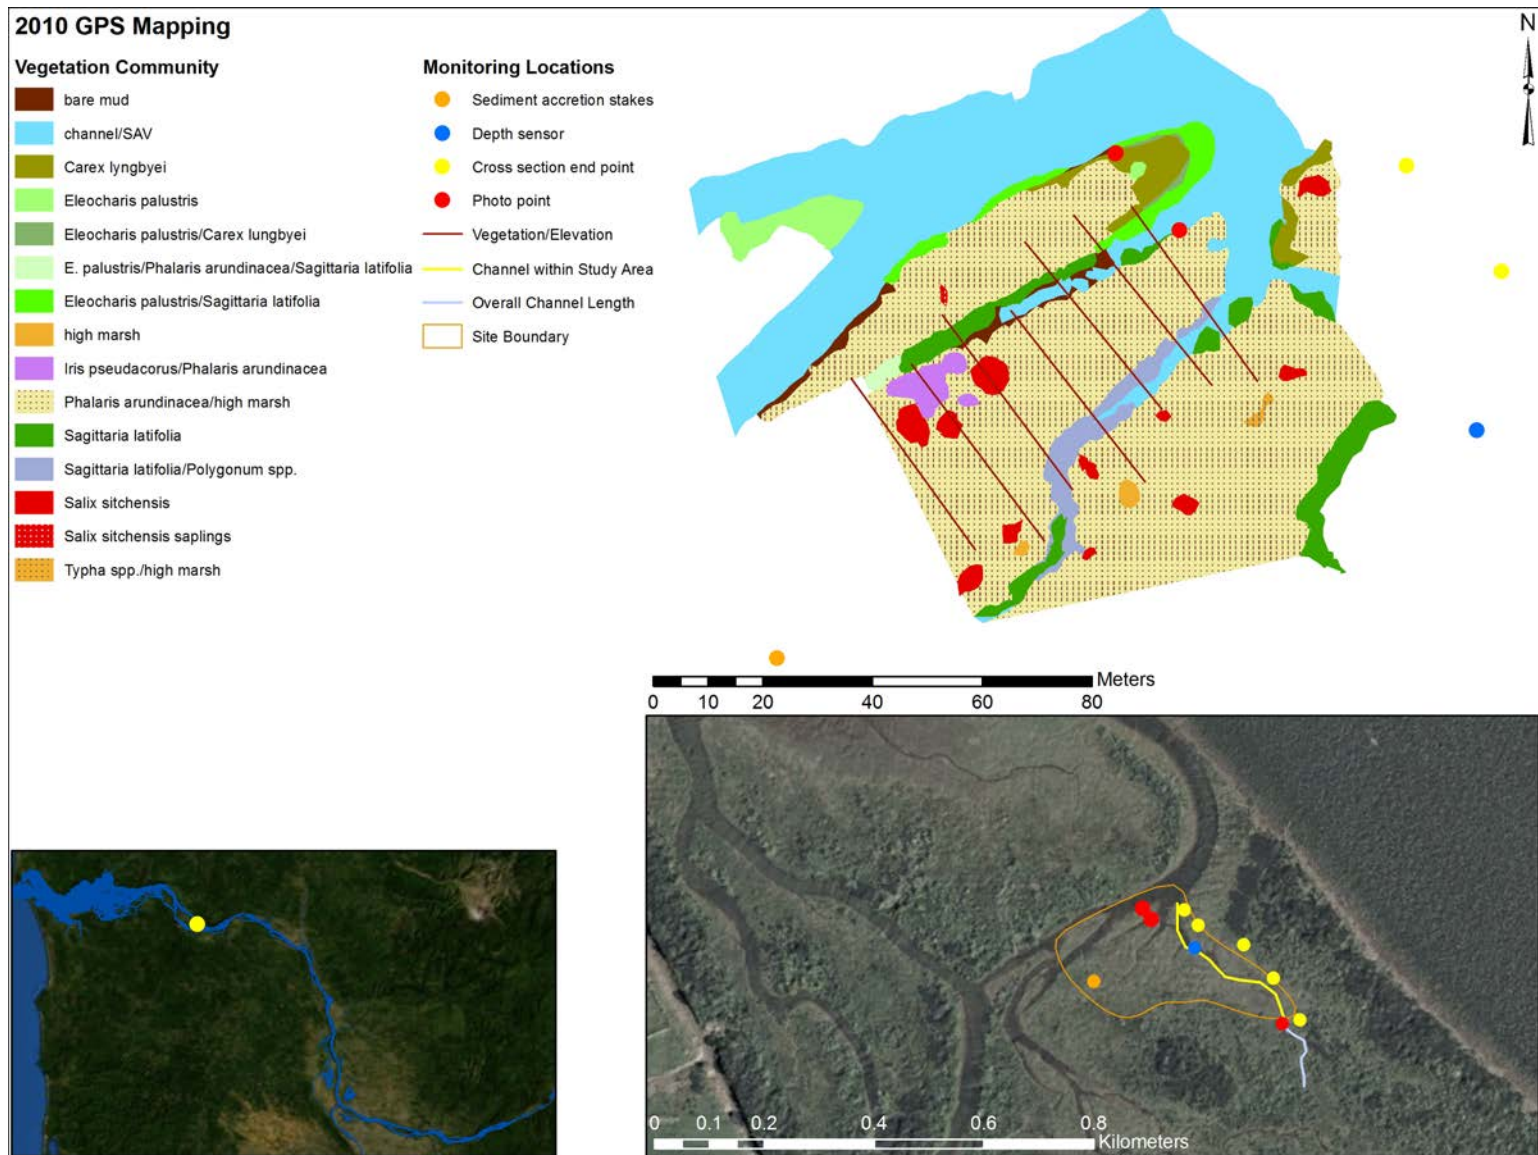 2010 GPS Mapping
N
Vegetation Community
bare mud
channel/SAV
Carex lyngbyei
Eleocharis palustris
Eleocharis palustris/Carex lungbyei
E. palustris/Phalaris arundinacea/Sagittaria latifolia
Eleocharis palustris/Sagittaria latifolia
high marsh
Iris pseudacorus/Phalaris arundinacea
Phalaris arundinacea/high marsh
Sagittaria latifolia
Sagittaria latifolia/Polygonum spp.
Salix sitchensis
Salix sitchensis saplings
Typha spp./high marsh
Monitoring Locations
Sediment accretion stakes
Depth sensor
Cross section end point
Photo point
Vegetation/Elevation
Channel within Study Area
Overall Channel Length
Site Boundary
Meters
0 10 20 40 60 80
0 0.1 0.2 0.4 0.6 0.8
Kilometers